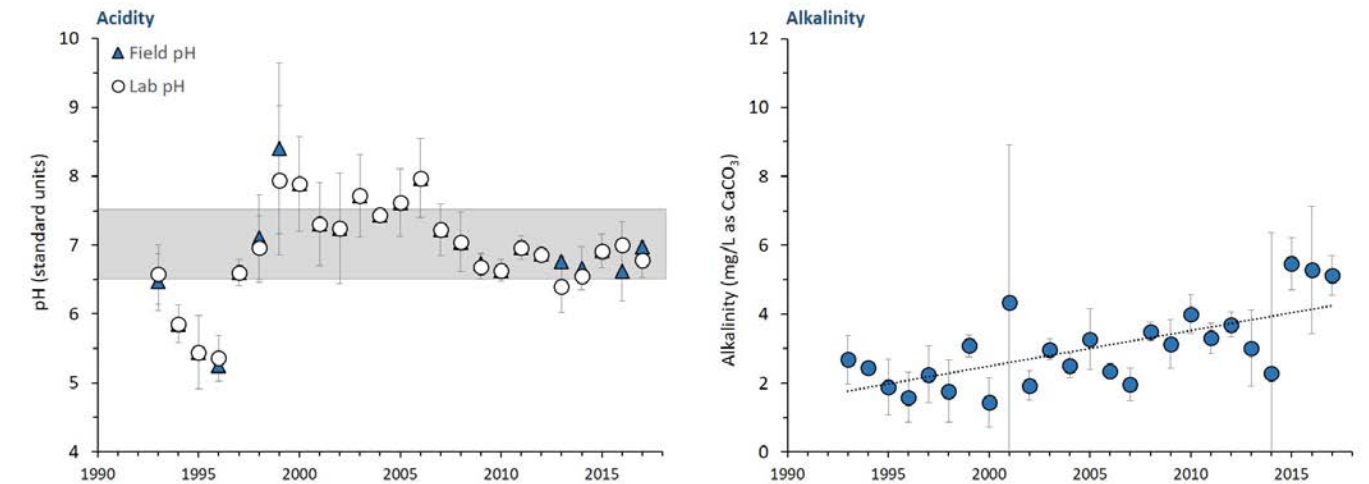 Acidity
10
9
8
7
6
5
4
pH (standard units)
Field pH
Lab pH
1990 1995 2000 2005 2010 2015
Alkalinity
12
10
8
6
4
2
0
Alkalinity (mg/L as CaCO₃)
1990 1995 2000 2005 2010 2015